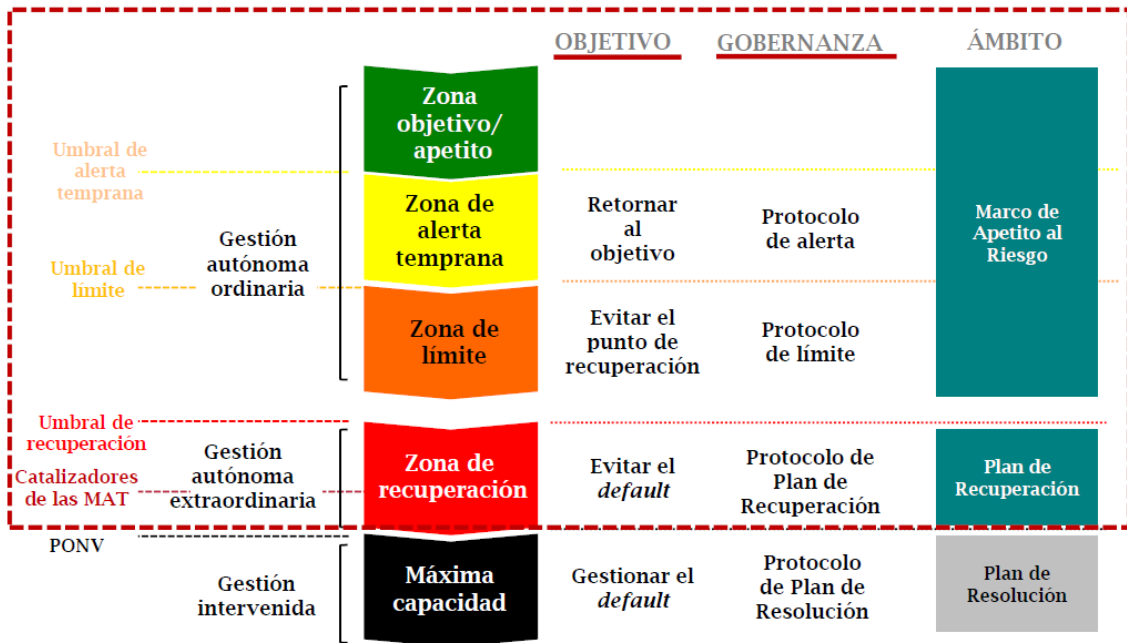 OBJETIVO
GOBERNANZA
ÁMBITO
Zona
objetivo/
apetito
Umbral de
alerta
temprana
Zona de
alerta
temprana
Retornar
al
objetivo
Protocolo
de alerta
Marco de
Apetito al
Riesgo
Gestión
autónoma
ordinaria
Umbral de
límite
Zona de
límite
Evitar el
punto de
recuperación
Protocolo
de límite
Umbral de
recuperación
Catalizadores
de las MAT
Gestión
autónoma
extraordinaria
Zona de
recuperación
Evitar el
default
Protocolo de
Plan de
Recuperación
Plan de
Recuperación
PONV
Gestión
intervenida
Máxima
capacidad
Gestionar el
default
Protocolo
de Plan de
Resolución
Plan de
Resolución